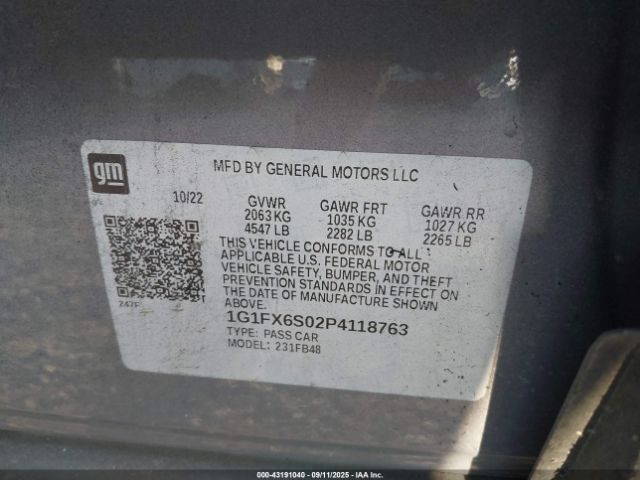 gm
MFD BY GENERAL MOTORS LLC
10/22
GVWR GAWR FRT GAWR RR
2063 KG 1035 KG 1027 KG
4547 LB 2282 LB 2265 LB
THIS VEHICLE CONFORMS TO ALL
APPLICABLE U.S. FEDERAL MOTOR
VEHICLE SAFETY, BUMPER, AND THEFT
PREVENTION STANDARDS IN EFFECT ON
THE DATE OF MANUFACTURE SHOWN
ABOVE.
247F
1G1FX6S02P4118763
TYPE: PASS CAR
MODEL: 231FB48
000-43191040 - 09/11/2025 - IAA Inc.